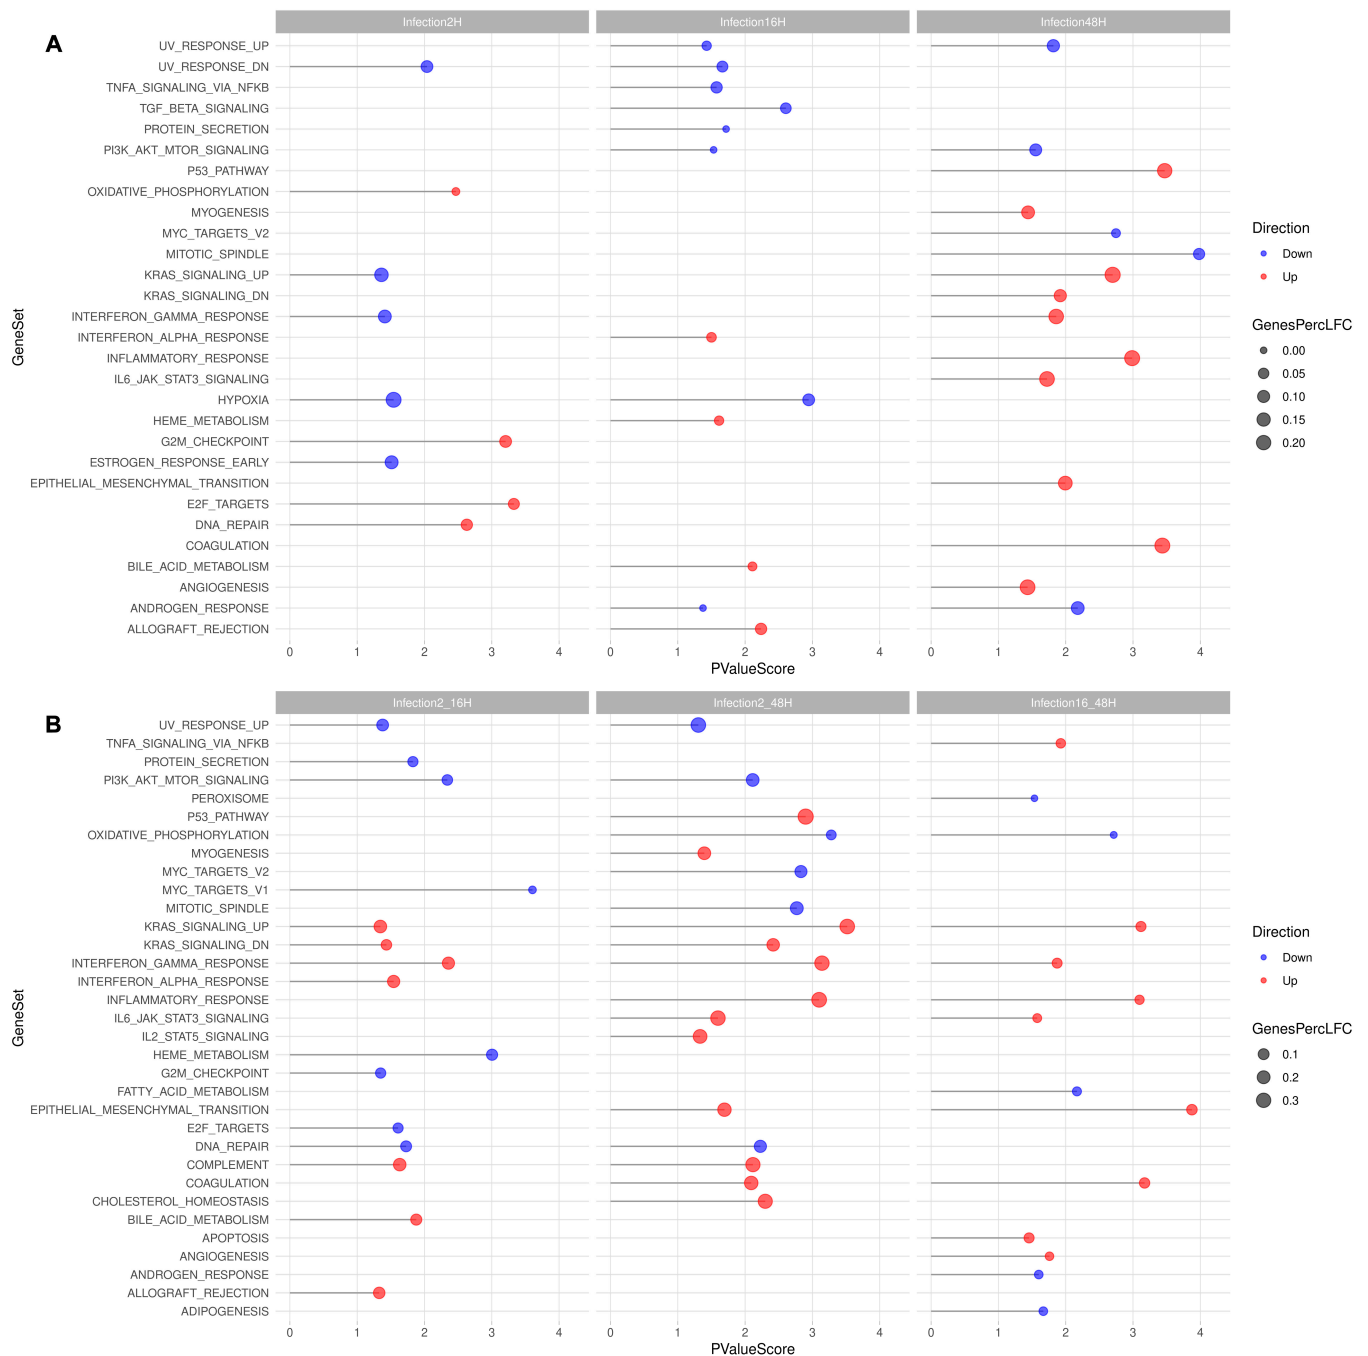 A
Infection2H Infection16H Infection48H
GeneSet
UV_RESPONSE_UP
UV_RESPONSE_DN
TNFA_SIGNALING_VIA_NFKB
TGF_BETA_SIGNALING
PROTEIN_SECRETION
PI3K_AKT_MTOR_SIGNALING
P53_PATHWAY
OXIDATIVE_PHOSPHORYLATION
MYOGENESIS
MYC_TARGETS_V2
MITOTIC_SPINDLE
KRAS_SIGNALING_UP
KRAS_SIGNALING_DN
INTERFERON_GAMMA_RESPONSE
INTERFERON_ALPHA_RESPONSE
INFLAMMATORY_RESPONSE
IL6_JAK_STAT3_SIGNALING
HYPOXIA
HEME_METABOLISM
G2M_CHECKPOINT
ESTROGEN_RESPONSE_EARLY
EPITHELIAL_MESENCHYMAL_TRANSITION
E2F_TARGETS
DNA_REPAIR
COAGULATION
BILE_ACID_METABOLISM
ANGIOGENESIS
ANDROGEN_RESPONSE
ALLOGRAFT_REJECTION
0 1 2 3 4 0 1 2 3 4 0 1 2 3 4
PValueScore
Direction
Down
Up
GenesPercLFC
0.00
0.05
0.10
0.15
0.20
B
Infection2_16H Infection2_48H Infection16_48H
GeneSet
UV_RESPONSE_UP
TNFA_SIGNALING_VIA_NFKB
PROTEIN_SECRETION
PI3K_AKT_MTOR_SIGNALING
PEROXISOME
P53_PATHWAY
OXIDATIVE_PHOSPHORYLATION
MYOGENESIS
MYC_TARGETS_V2
MYC_TARGETS_V1
MITOTIC_SPINDLE
KRAS_SIGNALING_UP
KRAS_SIGNALING_DN
INTERFERON_GAMMA_RESPONSE
INTERFERON_ALPHA_RESPONSE
INFLAMMATORY_RESPONSE
IL6_JAK_STAT3_SIGNALING
IL2_STAT5_SIGNALING
HEME_METABOLISM
G2M_CHECKPOINT
FATTY_ACID_METABOLISM
EPITHELIAL_MESENCHYMAL_TRANSITION
E2F_TARGETS
DNA_REPAIR
COMPLEMENT
COAGULATION
CHOLESTEROL_HOMEOSTASIS
BILE_ACID_METABOLISM
APOPTOSIS
ANGIOGENESIS
ANDROGEN_RESPONSE
ALLOGRAFT_REJECTION
ADIPOGENESIS
0 1 2 3 4 0 1 2 3 4 0 1 2 3 4
PValueScore
Direction
Down
Up
GenesPercLFC
0.1
0.2
0.3